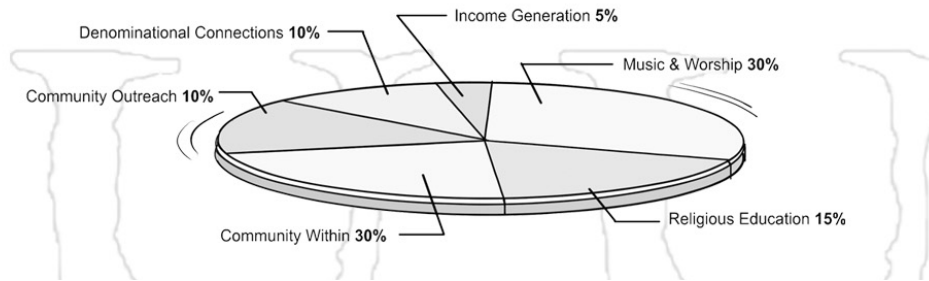 Income Generation 5%
Denominational Connections 10%
Music & Worship 30%
Community Outreach 10%
Religious Education 15%
Community Within 30%